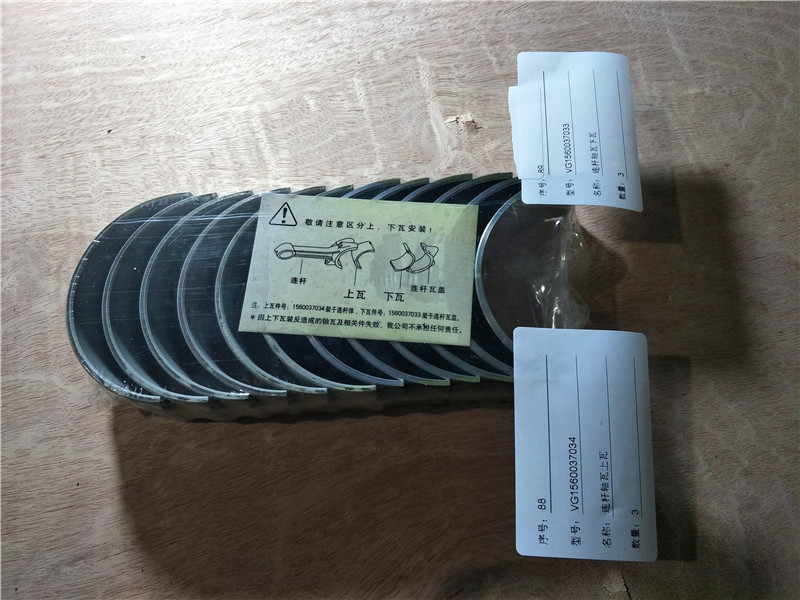 敬请注意区分上、下瓦安装！
连杆
上瓦
下瓦
连杆瓦盖
注：上瓦件号：1560037034装于连杆体，下瓦件号：1560037033装于连杆瓦盖。
*因上下瓦装反造成的轴瓦及相关件失效，我公司不承担任何责任。
序号：89
型号：VG1560037033
名称：连杆轴瓦下瓦
数量：3
序号：88
型号：VG1560037034
名称：连杆轴瓦上瓦
数量：3